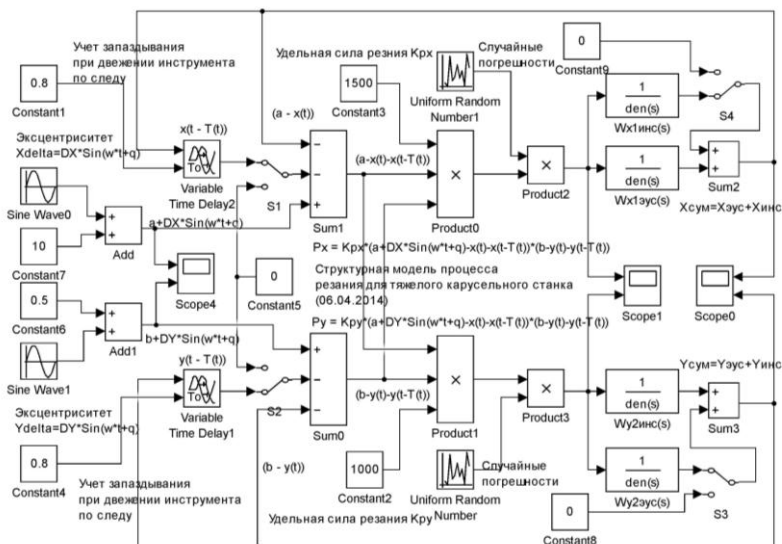 Учет запаздывания
при двежении инструмента
по следу
0.8
Constant1
Удельная сила резния Kpx
1500
Constant3
Случайные
погрешности
Uniform Random
Number1
0
Constant9
1
den(s)
Wx1инс(s)
S4
Эксцентриситет
Xdelta=DX*Sin(w*t+q)
Sine Wave0
10
Constant7
Add
x(t - T(t))
To
Variable
Time Delay2
S1
(a - x(t))
Sum1
(a-x(t)-x(t-T(t))
×
Product0
×
Product2
1
den(s)
Wx1эус(s)
Sum2
Xсум=Xэус+Xинс
a+DX*Sin(w*t+q)
Px = Kpx*(a+DX*Sin(w*t+q)-x(t)-x(t-T(t))*(b-y(t)-y(t-T(t))
Scope4
0
Constant5
Структурная модель процесса
резания для тяжелого карусельного станка
(06.04.2014)
Scope1
Scope0
0.5
Constant6
Add1
b+DY*Sin(w*t+q)
Py = Kpy*(a+DY*Sin(w*t+q)-x(t)-x(t-T(t))*(b-y(t)-y(t-T(t))
Sine Wave1
y(t - T(t))
To
Variable
Time Delay1
S2
Sum0
(b-y(t)-y(t-T(t))
×
Product1
×
Product3
1
den(s)
Wy2инс(s)
Yсум=Yэус+Yинс
Sum3
Эксцентриситет
Ydelta=DY*Sin(w*t+q)
0.8
Constant4
Учет запаздывания
при двежении инструмента
по следу
(b - y(t))
1000
Constant2
Удельная сила резания Kpy
Uniform Random
Number
Случайные
погрешности
1
den(s)
Wy2эус(s)
S3
0
Constant8